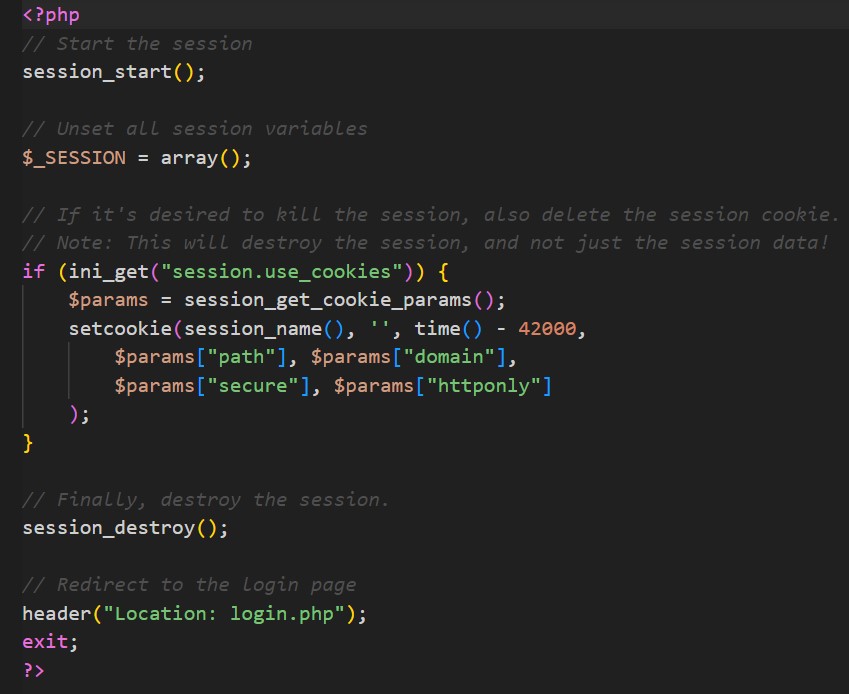 <?php
// Start the session
session_start();
// Unset all session variables
$_SESSION = array();
// If it's desired to kill the session, also delete the session cookie.
// Note: This will destroy the session, and not just the session data!
if (ini_get("session.use_cookies")) {
    $params = session_get_cookie_params();
    setcookie(session_name(), '', time() - 42000,
        $params["path"], $params["domain"],
        $params["secure"], $params["httponly"]
    );
}
// Finally, destroy the session.
session_destroy();
// Redirect to the login page
header("Location: login.php");
exit;
?>